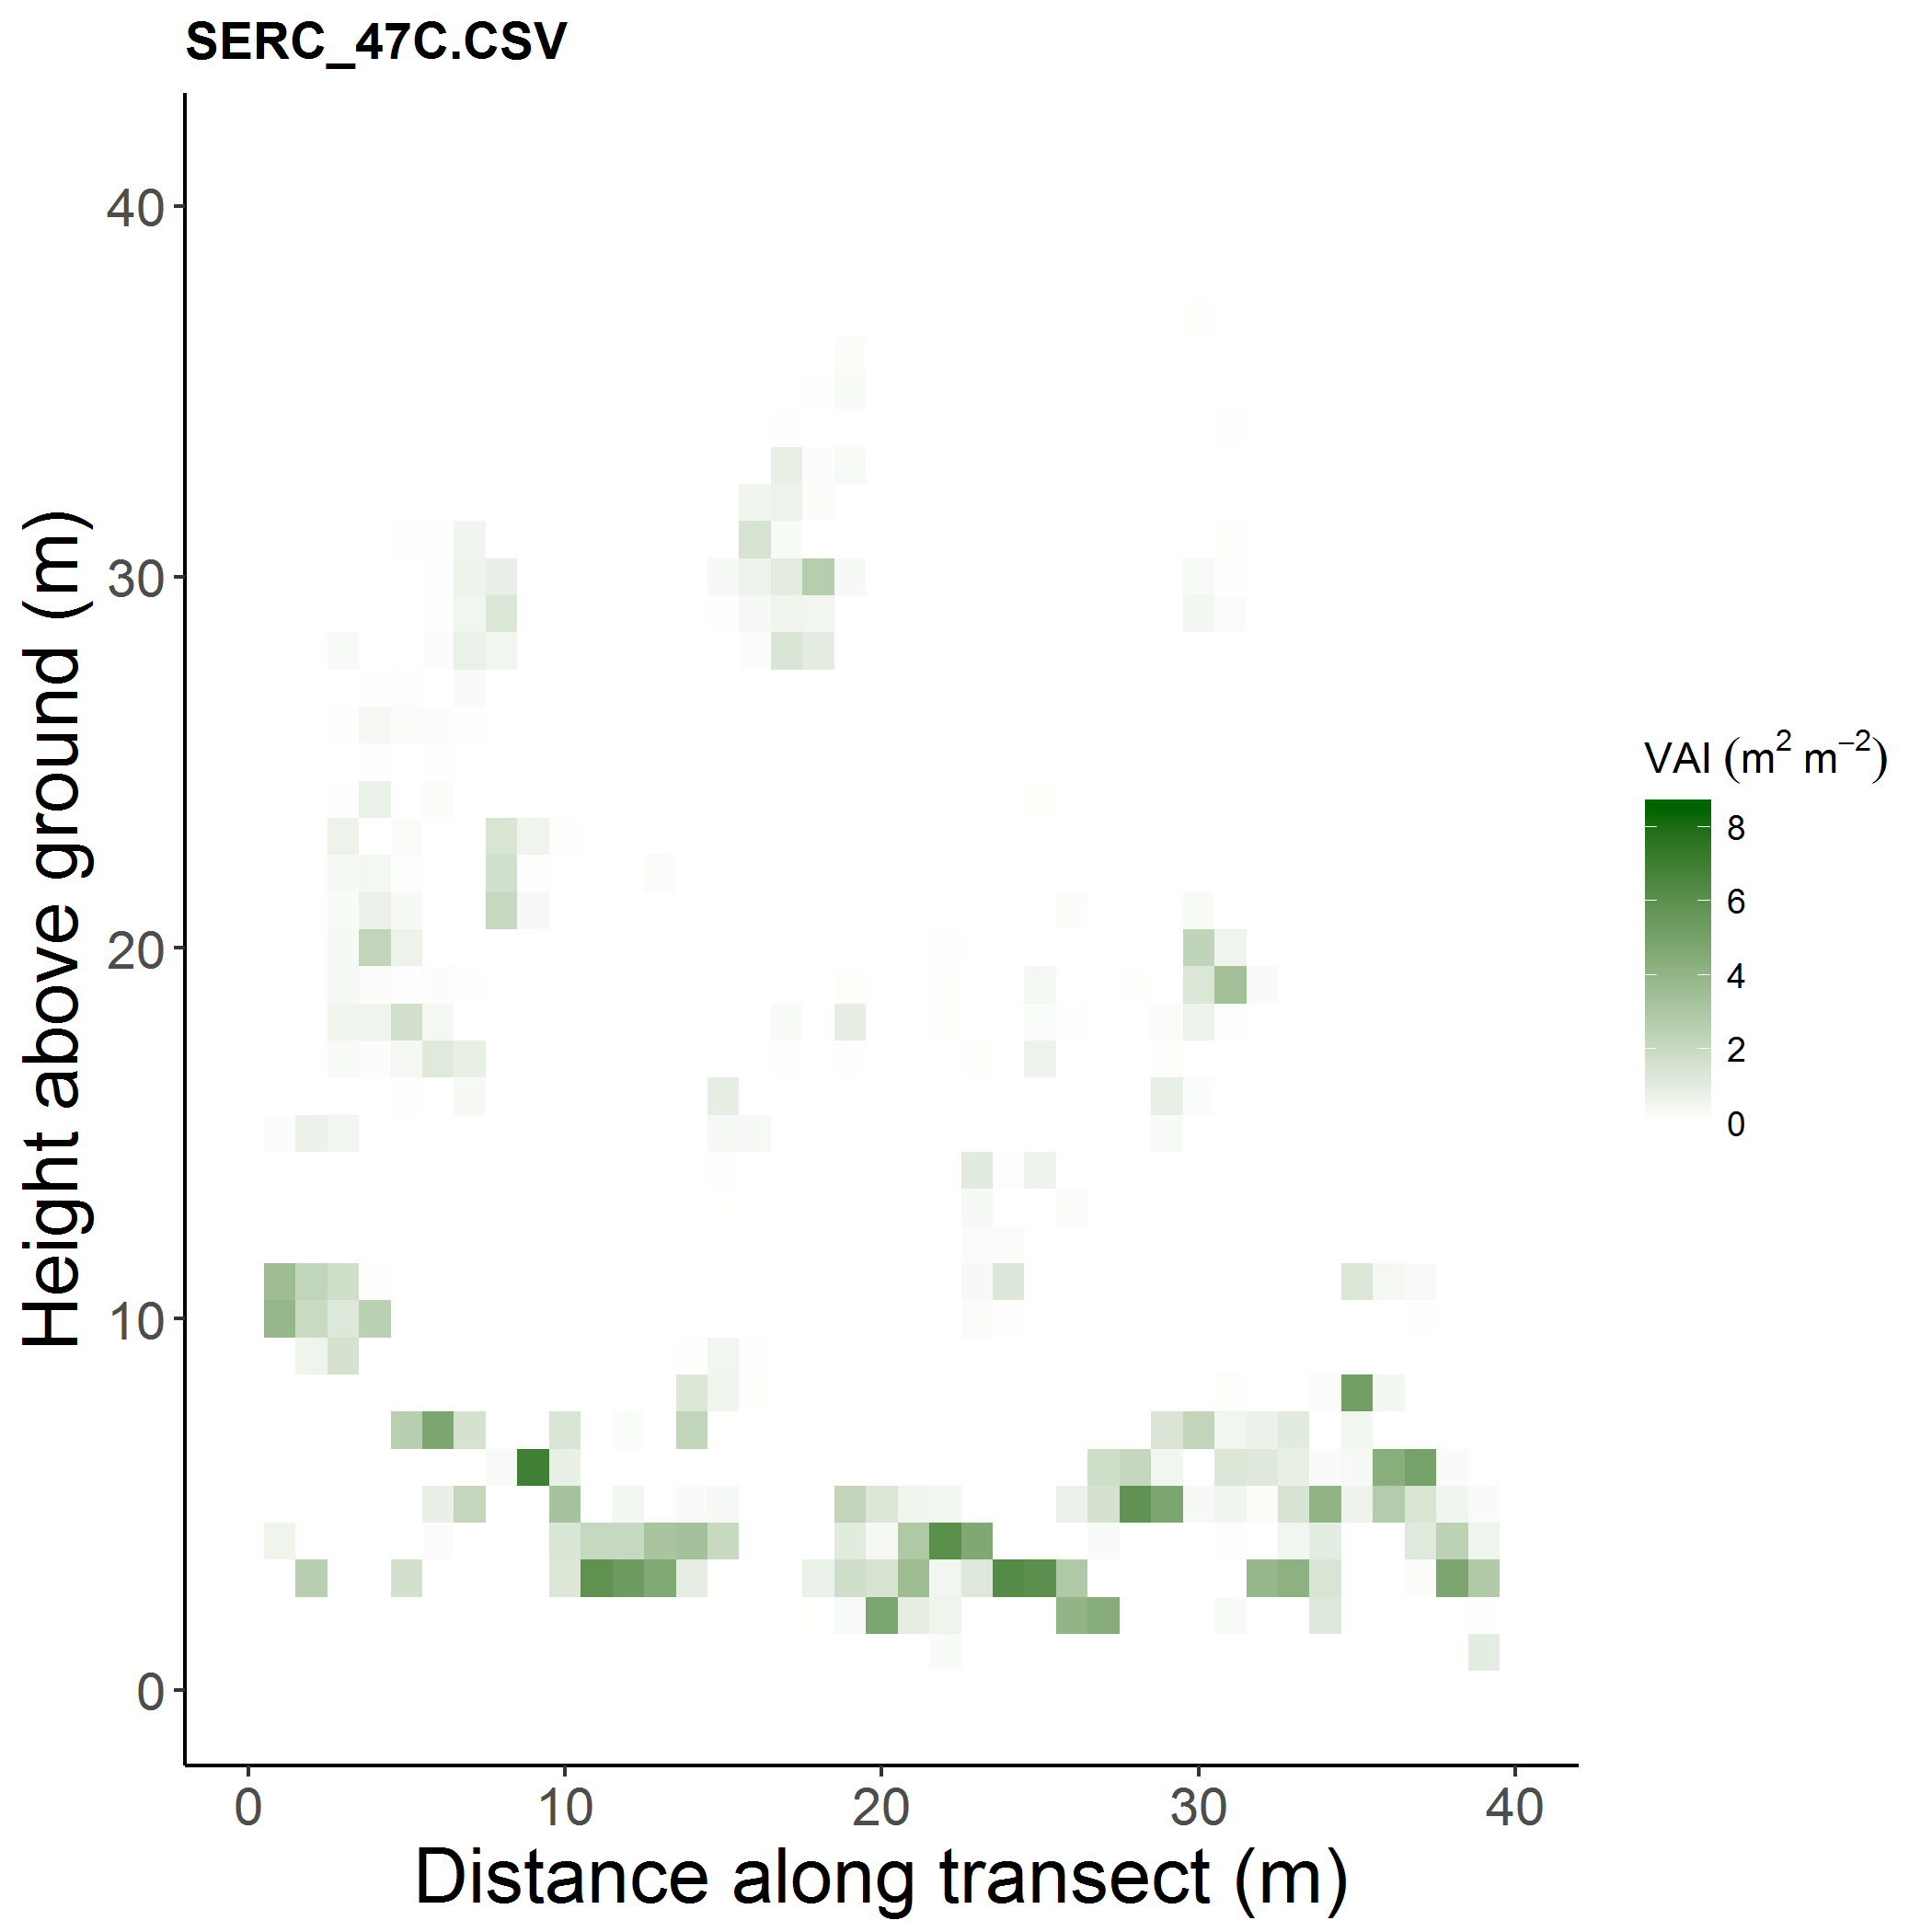 SERC_47C.CSV
40
30
20
10
0
Height above ground (m)
0 10 20 30 40
Distance along transect (m)
VAI (m² m⁻²)
8
6
4
2
0